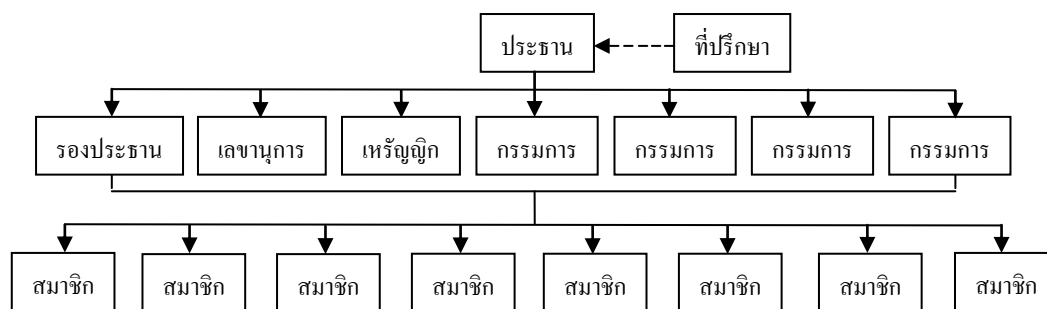 ประธาน ที่ปรึกษา
รองประธาน เลขานุการ เหรัญญิก กรรมการ กรรมการ กรรมการ กรรมการ
สมาชิก สมาชิก สมาชิก สมาชิก สมาชิก สมาชิก สมาชิก สมาชิก